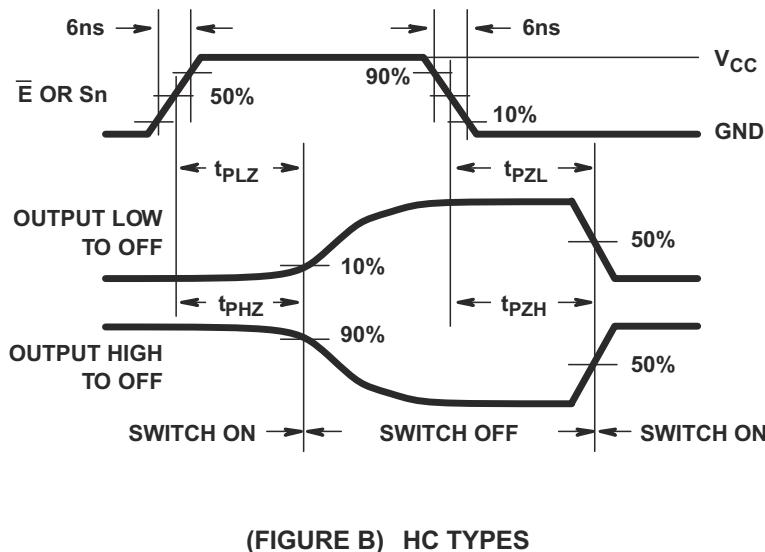 6ns
6ns
V_CC
E̅ OR Sn
90%
50%
10%
GND
t_PLZ
t_PZL
OUTPUT LOW
TO OFF
50%
10%
t_PHZ
t_PZH
OUTPUT HIGH
TO OFF
90%
50%
SWITCH ON
SWITCH OFF
SWITCH ON
(FIGURE B) HC TYPES